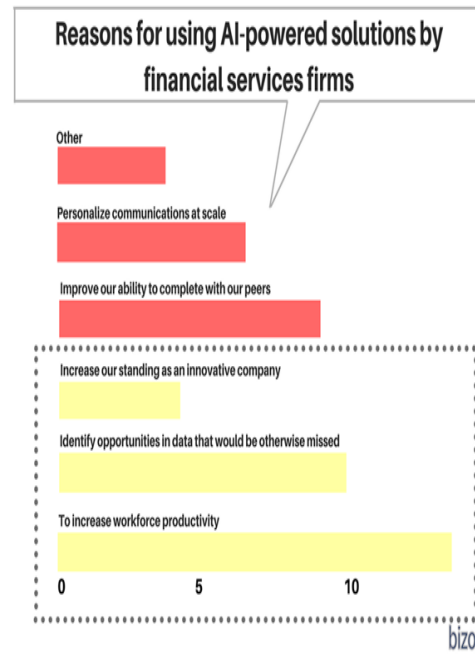 Reasons for using AI-powered solutions by
financial services firms
Other
Personalize communications at scale
Improve our ability to complete with our peers
Increase our standing as an innovative company
Identify opportunities in data that would be otherwise missed
To increase workforce productivity
0 5 10
bizo